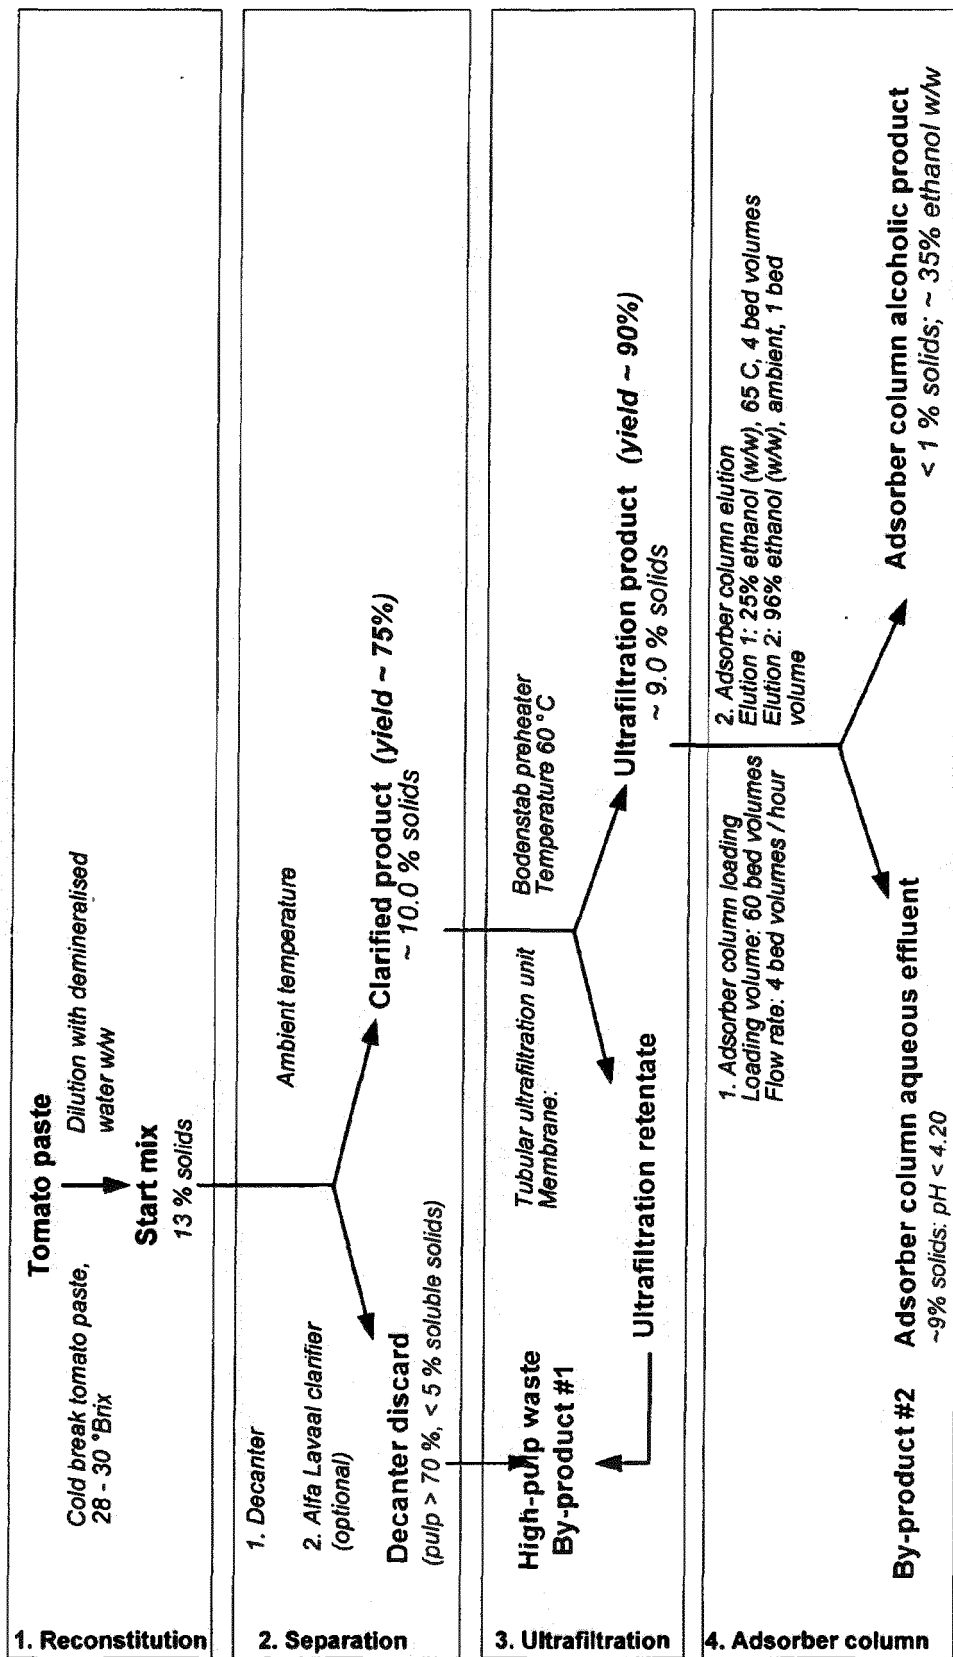 1. Reconstitution
Tomato paste
Cold break tomato paste,
28 - 30 °Brix
Dilution with demineralised
water w/w
Start mix
13 % solids
2. Separation
1. Decanter
2. Alfa Lavaal clarifier
(optional)
Ambient temperature
Decanter discard
(pulp > 70 %, < 5 % soluble solids)
Clarified product (yield ~ 75%)
~ 10.0 % solids
3. Ultrafiltration
Tubular ultrafiltration unit
Membrane:
Bodenstab preheater
Temperature 60 °C
High-pulp waste
By-product #1
Ultrafiltration retentate
Ultrafiltration product (yield ~ 90%)
~ 9.0 % solids
4. Adsorber column
1. Adsorber column loading
Loading volume: 60 bed volumes
Flow rate: 4 bed volumes / hour
2. Adsorber column elution
Elution 1: 25% ethanol (w/w), 65 C, 4 bed volumes
Elution 2: 96% ethanol (w/w), ambient, 1 bed
volume
By-product #2 Adsorber column aqueous effluent
~9% solids: pH < 4.20
Adsorber column alcoholic product
< 1 % solids; ~ 35% ethanol w/w